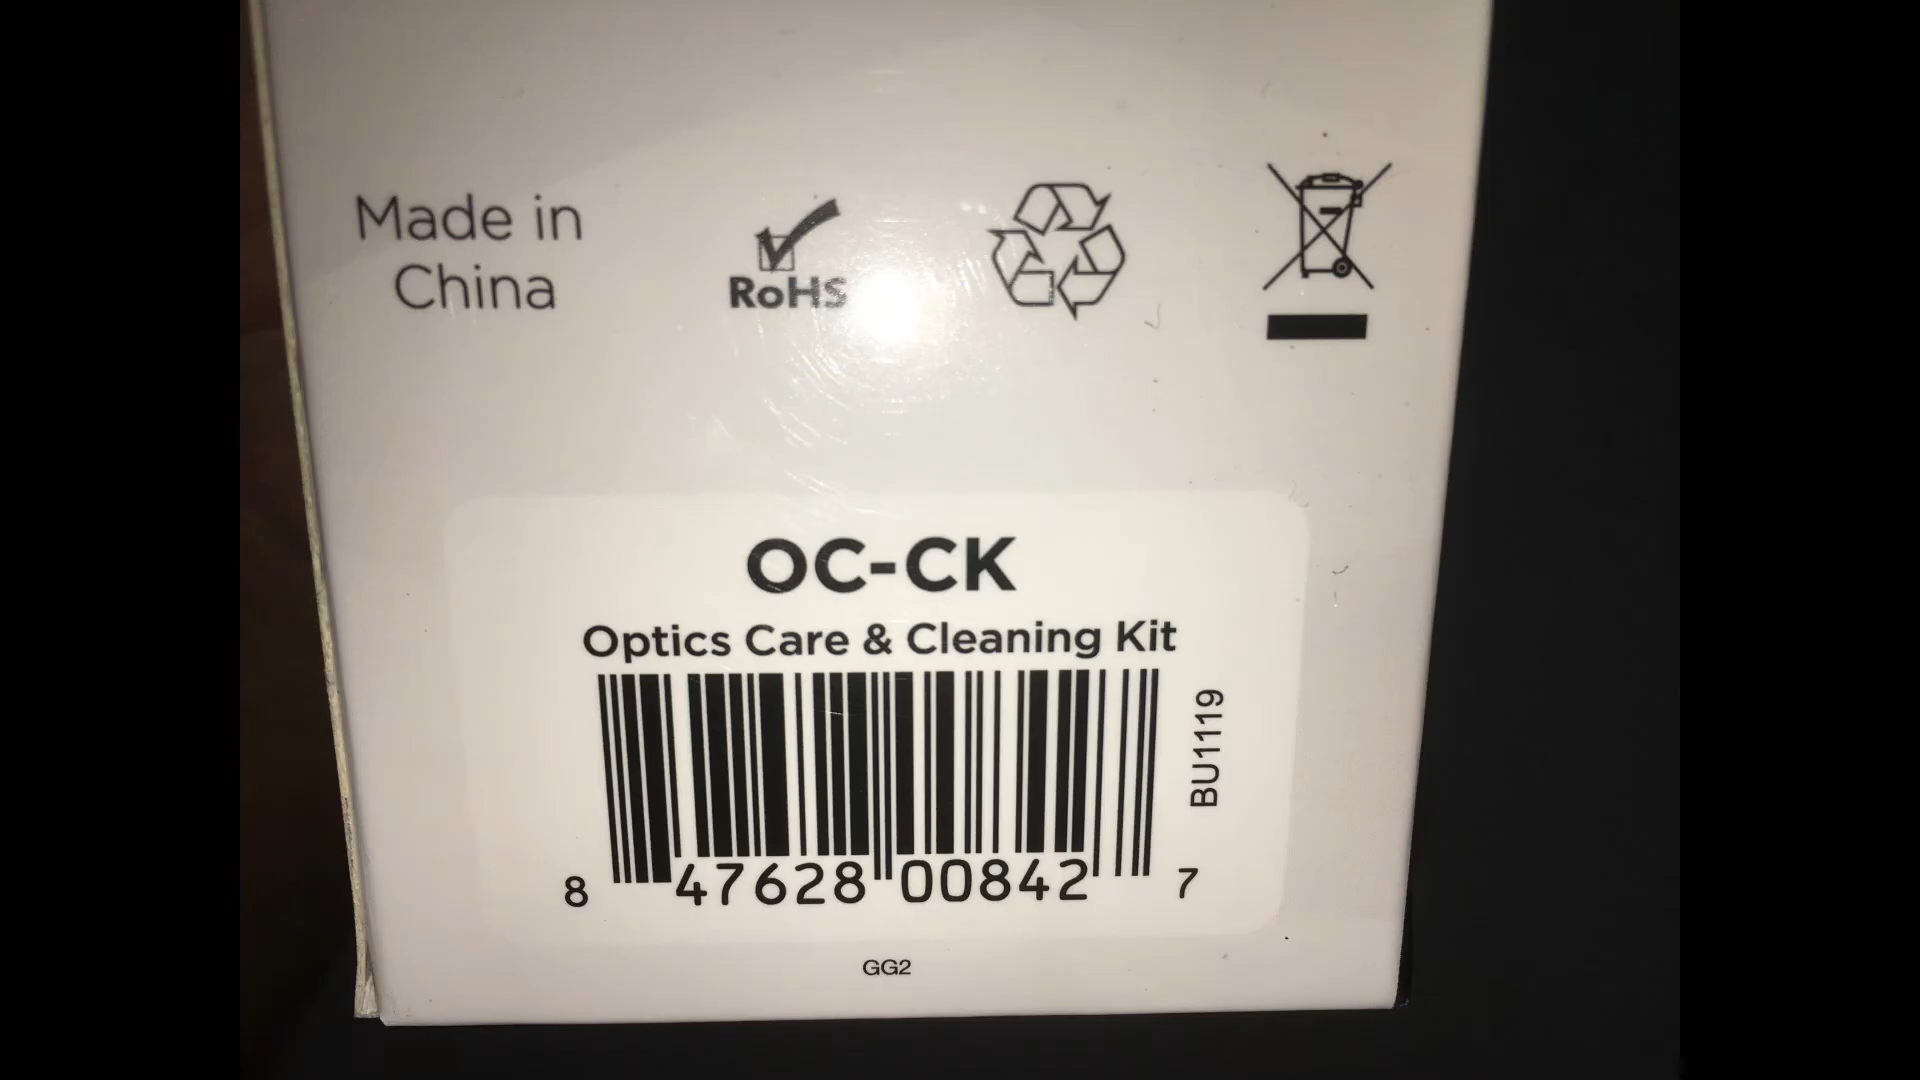 Made in
China
RoHS
OC-CK
Optics Care & Cleaning Kit
BU1119
8 47628 00842 7
GG2